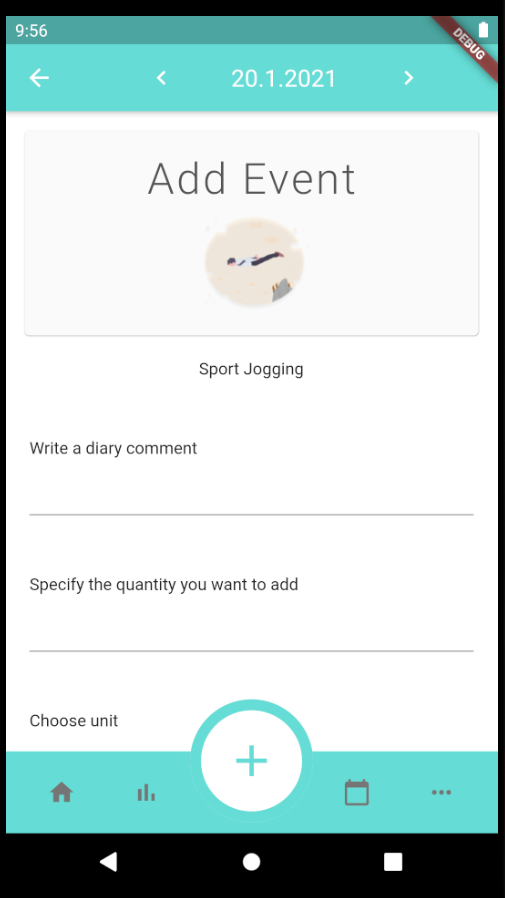 9:56
DEBUG
20.1.2021
Add Event
Sport Jogging
Write a diary comment
Specify the quantity you want to add
Choose unit